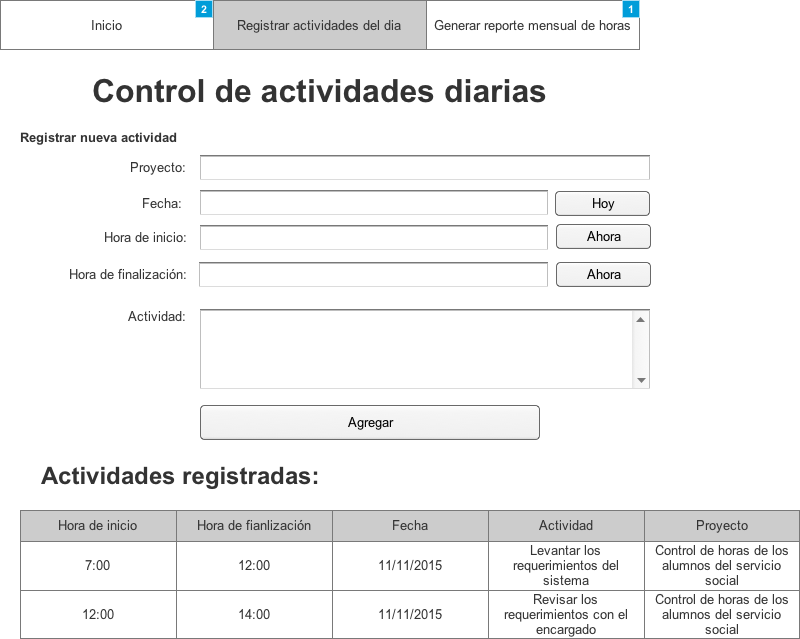 Inicio
2
Registrar actividades del dia
Generar reporte mensual de horas
1
Control de actividades diarias
Registrar nueva actividad
Proyecto:
Fecha:
Hoy
Hora de inicio:
Ahora
Hora de finalización:
Ahora
Actividad:
Agregar
Actividades registradas:
Hora de inicio
Hora de fianlización
Fecha
Actividad
Proyecto
7:00
12:00
11/11/2015
Levantar los
requerimientos del
sistema
Control de horas de los
alumnos del servicio
social
12:00
14:00
11/11/2015
Revisar los
requerimientos con el
encargado
Control de horas de los
alumnos del servicio
social